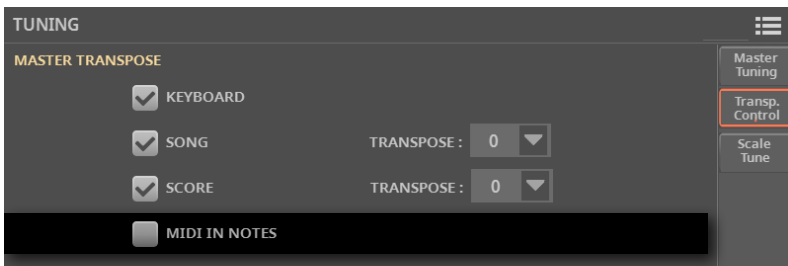 TUNING
MASTER TRANSPOSE
KEYBOARD
SONG TRANSPOSE : 0
SCORE TRANSPOSE : 0
MIDI IN NOTES
Master
Tuning
Transp.
Control
Scale
Tune